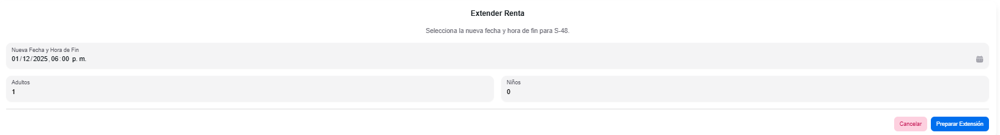 Extender Renta
Selecciona la nueva fecha y hora de fin para S-48.
Nueva Fecha y Hora de Fin
01/12/2025, 06:00 p. m.
Adultos
1
Niños
0
Cancelar
Preparar Extensión